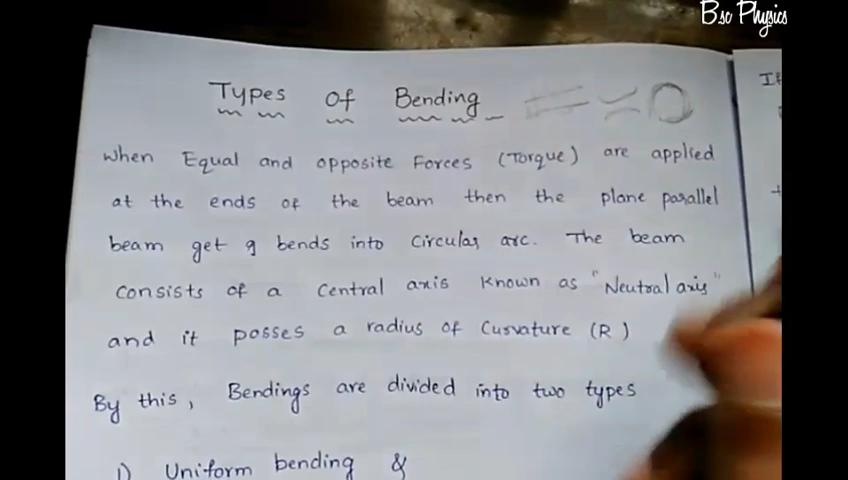 Bsc Physics
Types of Bending
When Equal and opposite Forces (Torque) are applied
at the ends of the beam then the plane parallel
beam get g bends into Circular arc. The beam
consists of a central axis known as "Neutral axis"
and it posses a radius of Curvature (R)
By this, Bendings are divided into two types
i) Uniform bending &